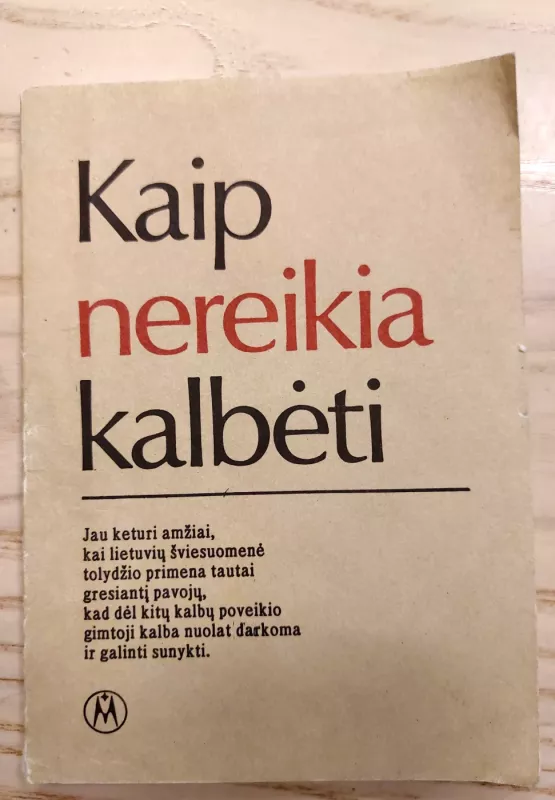 Kaip
nereikia
kalbėti
Jau keturi amžiai,
kai lietuvių šviesuomenė
tolydžio primena tautai
gresiantį pavojų,
kad dėl kitų kalbų poveikio
gimtoji kalba nuolat darkoma
ir galinti sunykti.
M